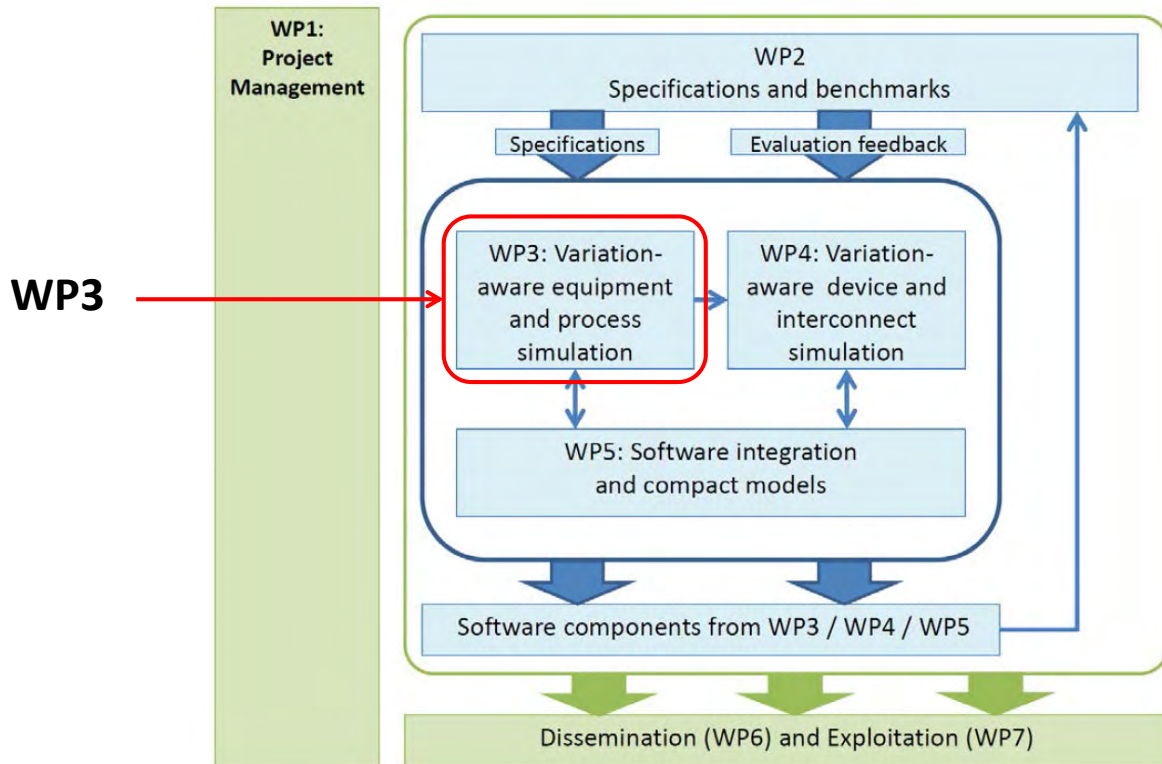 WP1:
Project
Management
WP2
Specifications and benchmarks
Specifications
Evaluation feedback
WP3
WP3: Variation-
aware equipment
and process
simulation
WP4: Variation-
aware device and
interconnect
simulation
WP5: Software integration
and compact models
Software components from WP3 / WP4 / WP5
Dissemination (WP6) and Exploitation (WP7)